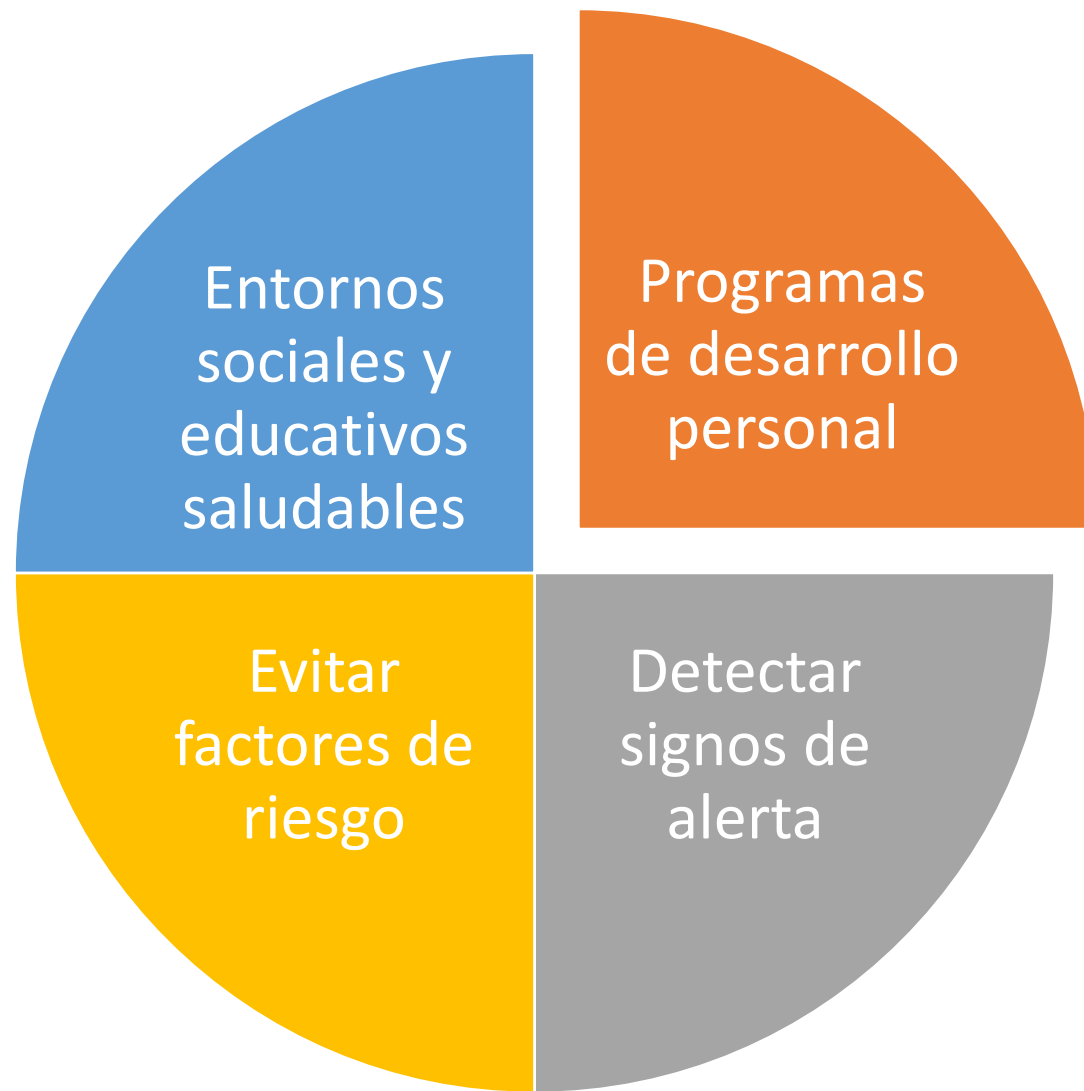 Entornos
sociales y
educativos
saludables
Programas
de desarrollo
personal
Evitar
factores de
riesgo
Detectar
signos de
alerta